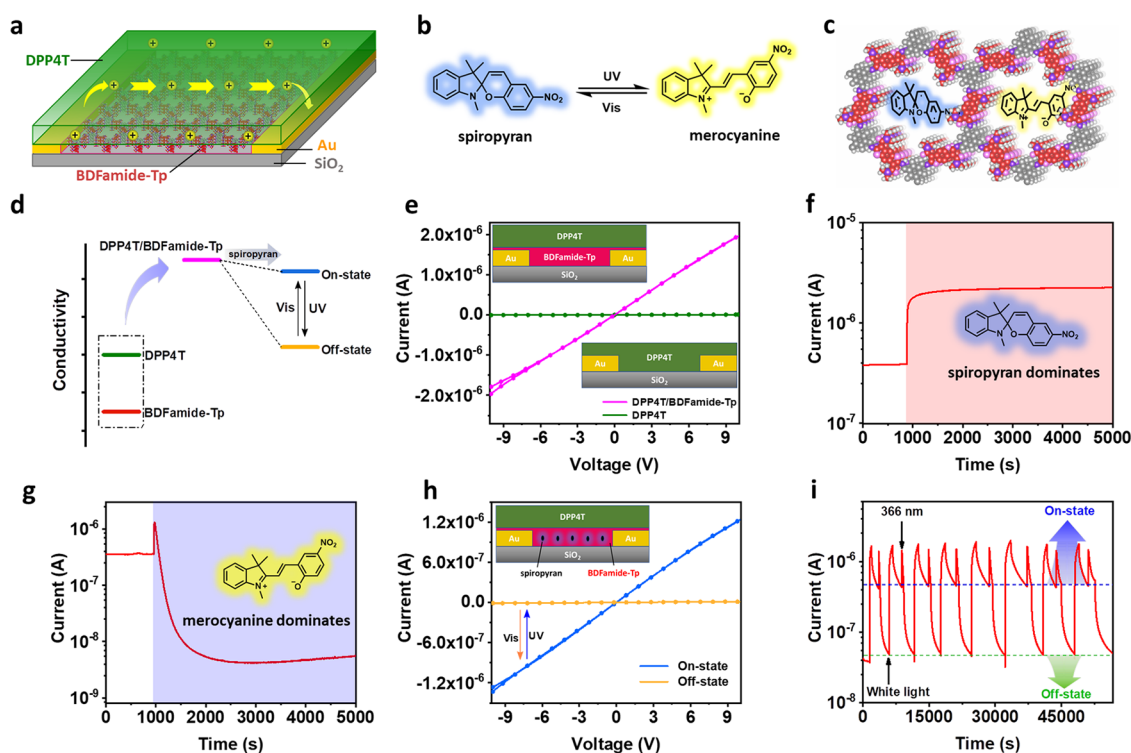 a
DPP4T
Au
SiO2
BDFamide-Tp
b
NO2
N
O
spiropyran
UV
Vis
NO2
N+
O-
merocyanine
c
N
O
N+
O-
d
Conductivity
DPP4T/BDFamide-Tp
spiropyran
On-state
Vis
UV
Off-state
DPP4T
BDFamide-Tp
e
Current (A)
2.0x10-6
1.0x10-6
0.0
-1.0x10-6
-2.0x10-6
DPP4T
Au
BDFamide-Tp
Au
SiO2
DPP4T
Au
Au
SiO2
DPP4T/BDFamide-Tp
DPP4T
-9 -6 -3 0 3 6 9
Voltage (V)
f
Current (A)
10-5
10-6
10-7
NO2
N
O
spiropyran dominates
0 1000 2000 3000 4000 5000
Time (s)
g
Current (A)
10-6
10-7
10-8
10-9
NO2
N+
O-
merocyanine dominates
0 1000 2000 3000 4000 5000
Time (s)
h
Current (A)
1.2x10-6
6.0x10-7
0.0
-6.0x10-7
-1.2x10-6
DPP4T
Au
Au
SiO2
spiropyran
BDFamide-Tp
Vis
UV
On-state
Off-state
-9 -6 -3 0 3 6 9
Voltage (V)
i
Current (A)
10-5
10-6
10-7
10-8
366 nm
On-state
White light
Off-state
0 15000 30000 45000
Time (s)